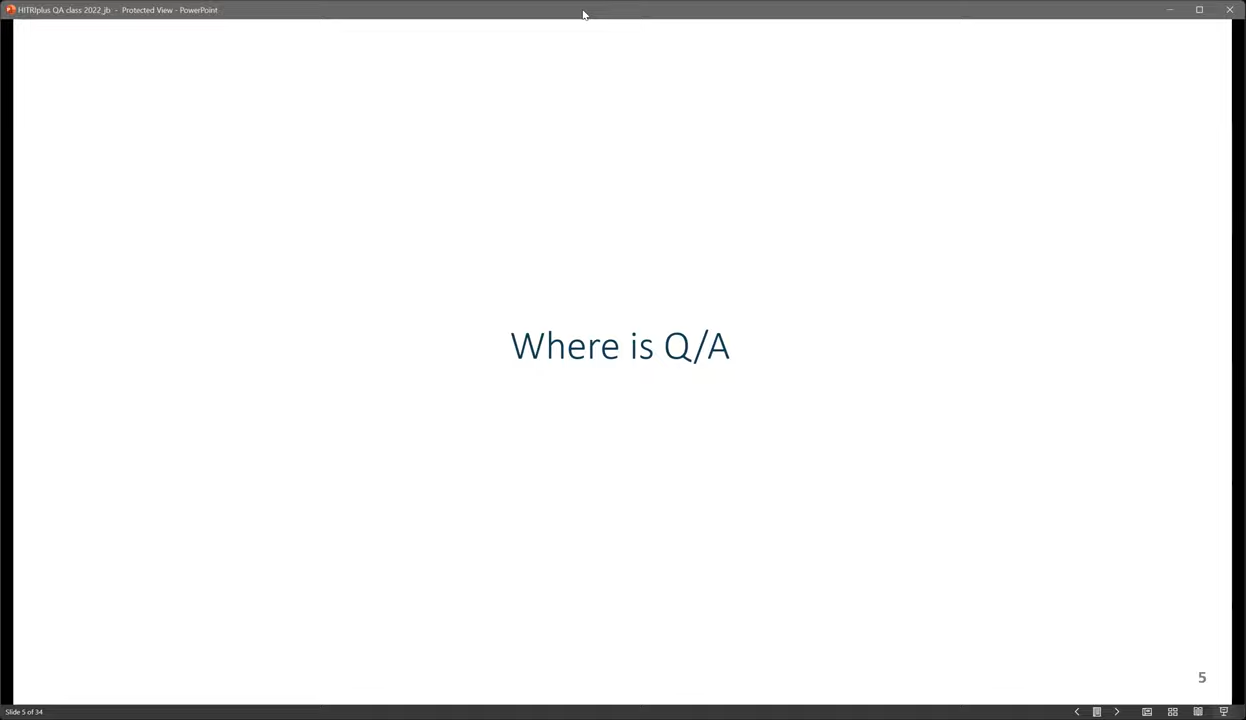 HITRIplus QA class 2022_jb - Protected View - PowerPoint
Where is Q/A
5
Slide 5 of 34